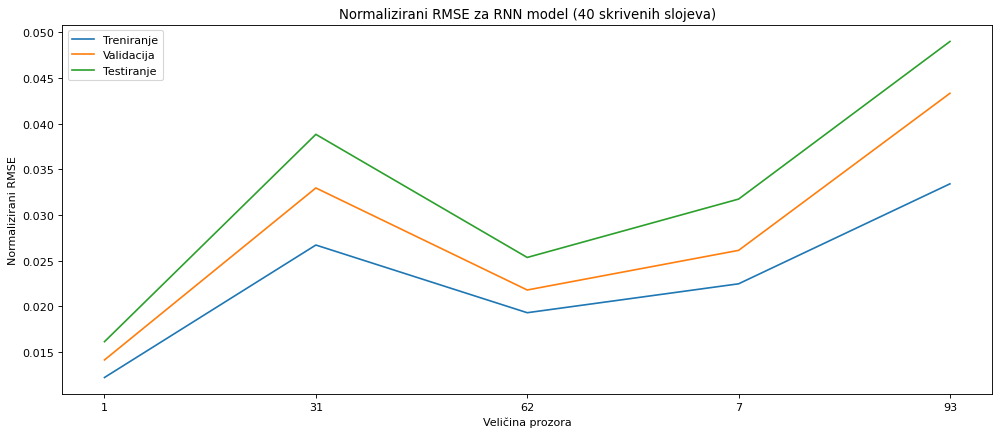 Normalizirani RMSE za RNN model (40 skrivenih slojeva)
Treniranje
Validacija
Testiranje
0.050
0.045
0.040
0.035
0.030
0.025
0.020
0.015
Normalizirani RMSE
1 31 62 7 93
Veličina prozora